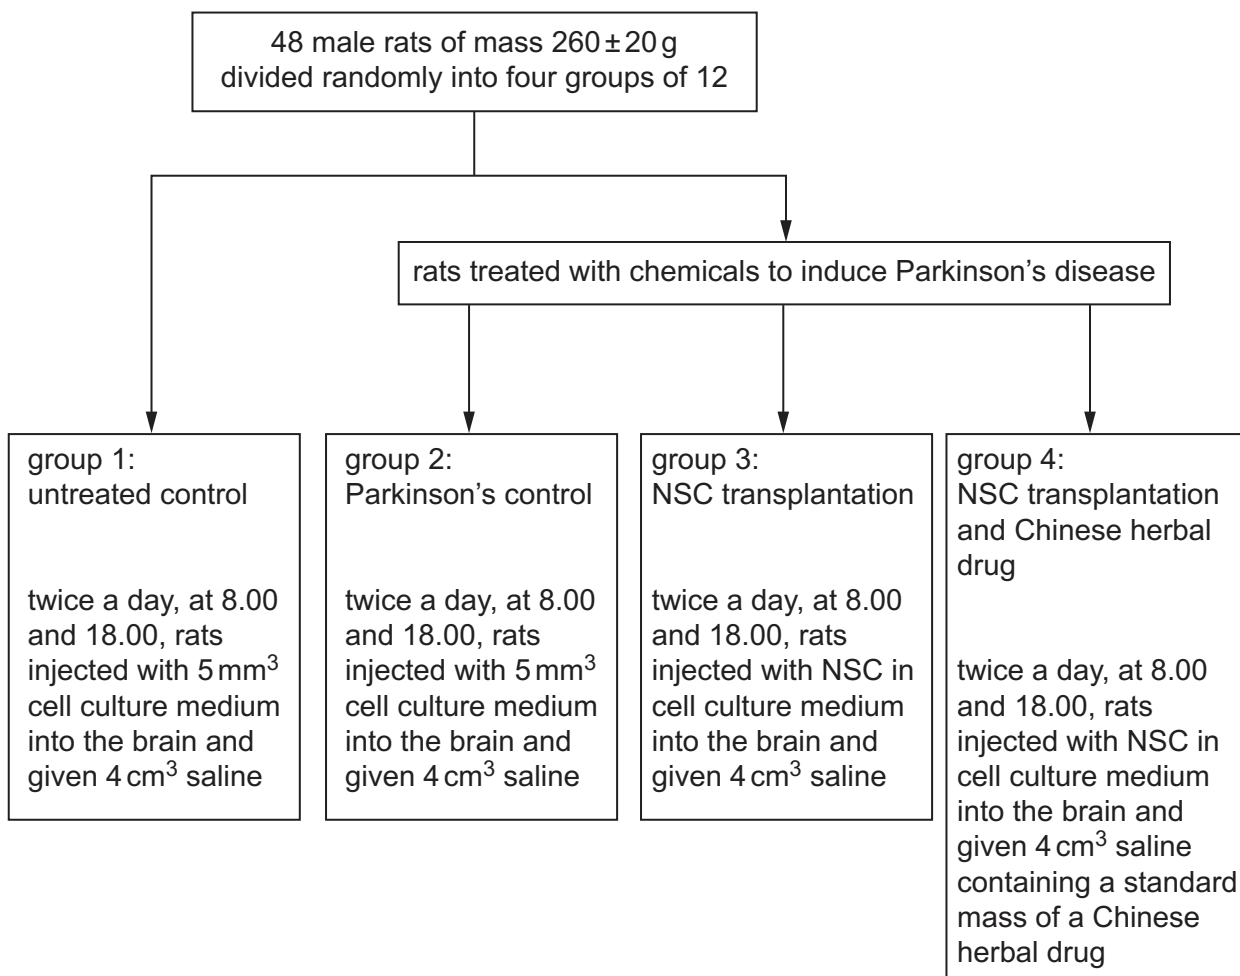 48 male rats of mass 260 ± 20 g
divided randomly into four groups of 12
rats treated with chemicals to induce Parkinson’s disease
group 1:
untreated control
twice a day, at 8.00
and 18.00, rats
injected with 5 mm³
cell culture medium
into the brain and
given 4 cm³ saline
group 2:
Parkinson’s control
twice a day, at 8.00
and 18.00, rats
injected with 5 mm³
cell culture medium
into the brain and
given 4 cm³ saline
group 3:
NSC transplantation
twice a day, at 8.00
and 18.00, rats
injected with NSC in
cell culture medium
into the brain and
given 4 cm³ saline
group 4:
NSC transplantation
and Chinese herbal
drug
twice a day, at 8.00
and 18.00, rats
injected with NSC in
cell culture medium
into the brain and
given 4 cm³ saline
containing a standard
mass of a Chinese
herbal drug